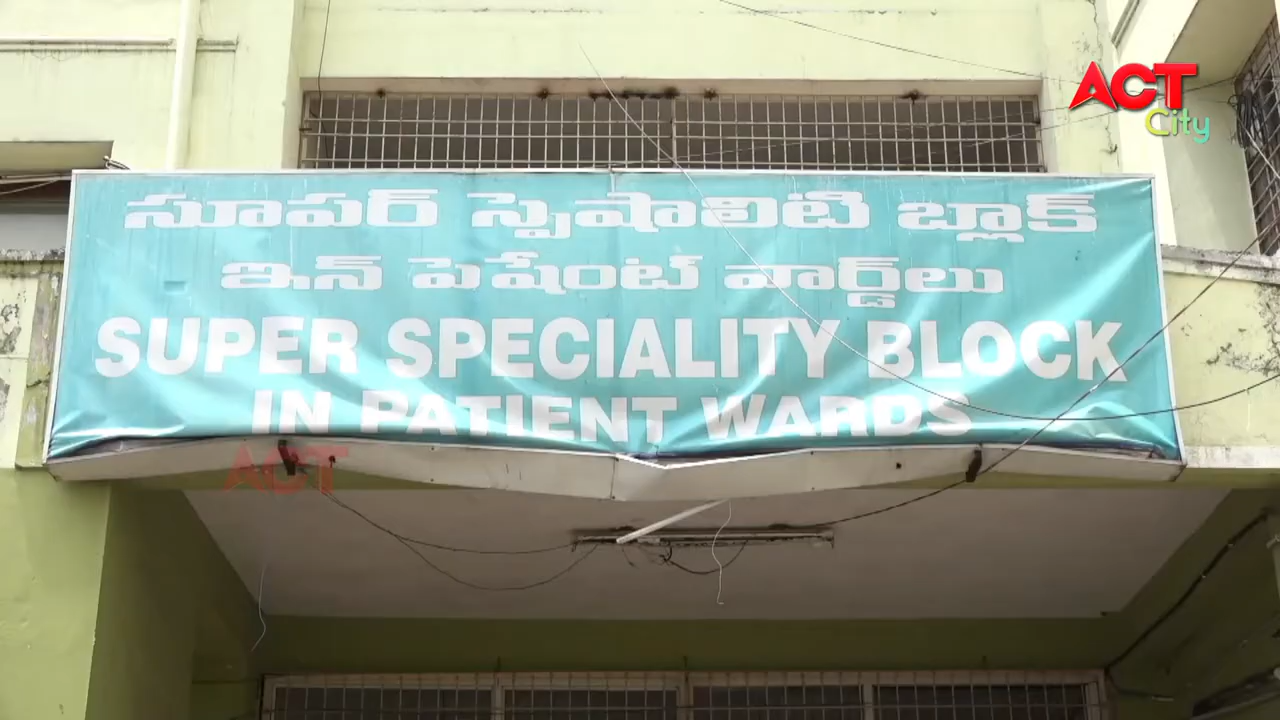 ACT
City
సూపర్ స్పెషాలిటి బ్లాక్
ఇన్ పెషేంట్ వార్డ్‌లు
SUPER SPECIALITY BLOCK
IN PATIENT WARDS
ACT